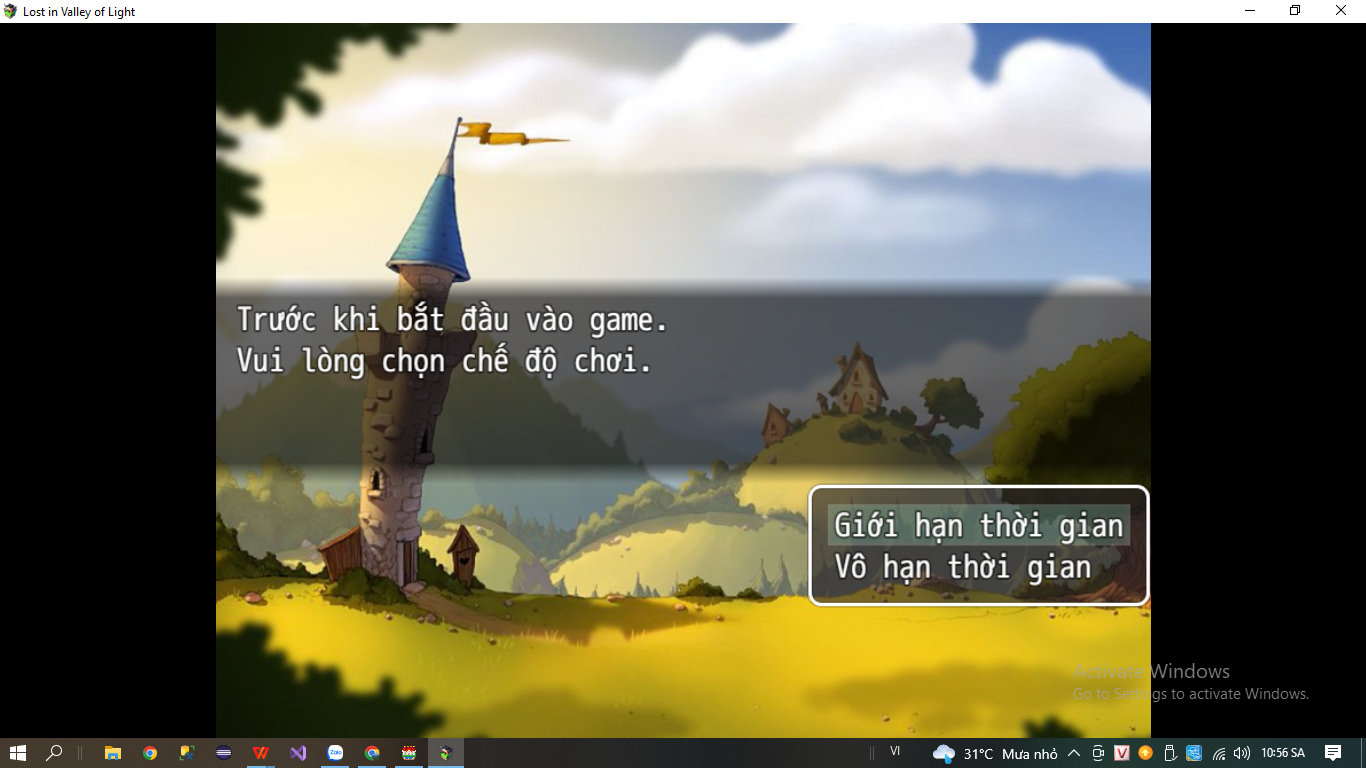 Lost in Valley of Light
Trước khi bắt đầu vào game.
Vui lòng chọn chế độ chơi.
Giới hạn thời gian
Vô hạn thời gian
Activate Windows
Go to Settings to activate Windows.
Zalo
VI
31°C Mưa nhỏ
V
10:56 SA